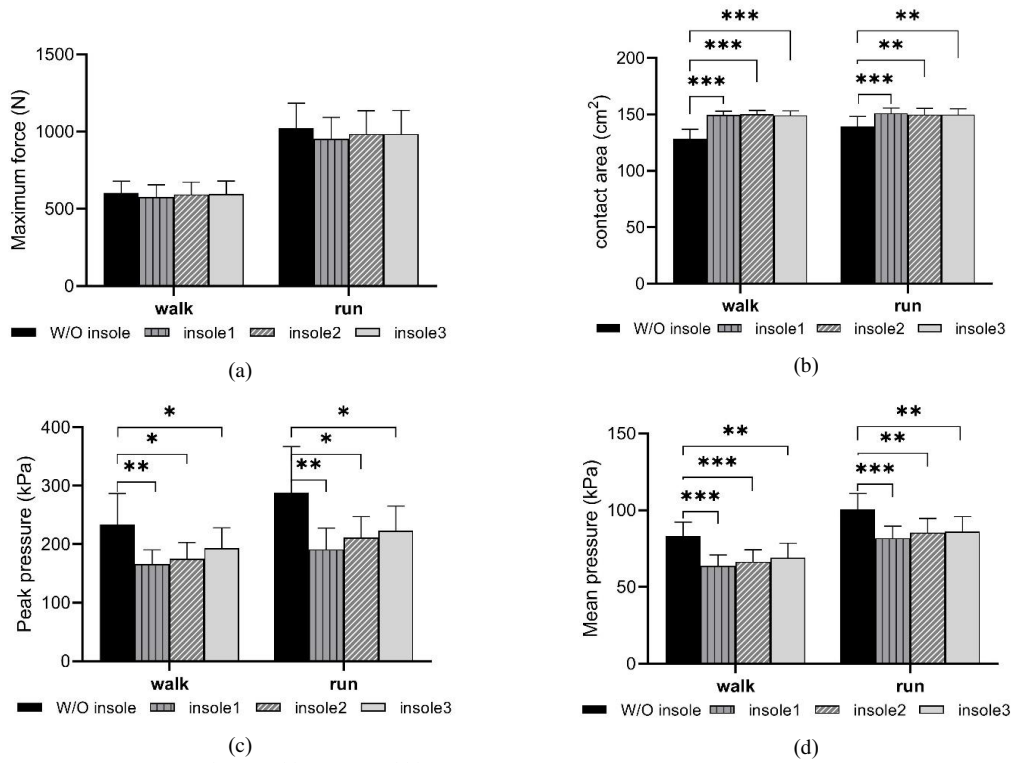 Maximum force (N)
1500
1000
500
0
walk run
W/O insole insole1 insole2 insole3
(a)
contact area (cm²)
200
150
100
50
0
*** **
*** **
*** ***
walk run
W/O insole insole1 insole2 insole3
(b)
Peak pressure (kPa)
400
300
200
100
0
* *
* *
** **
walk run
W/O insole insole1 insole2 insole3
(c)
Mean pressure (kPa)
150
100
50
0
** **
*** **
*** ***
walk run
W/O insole insole1 insole2 insole3
(d)